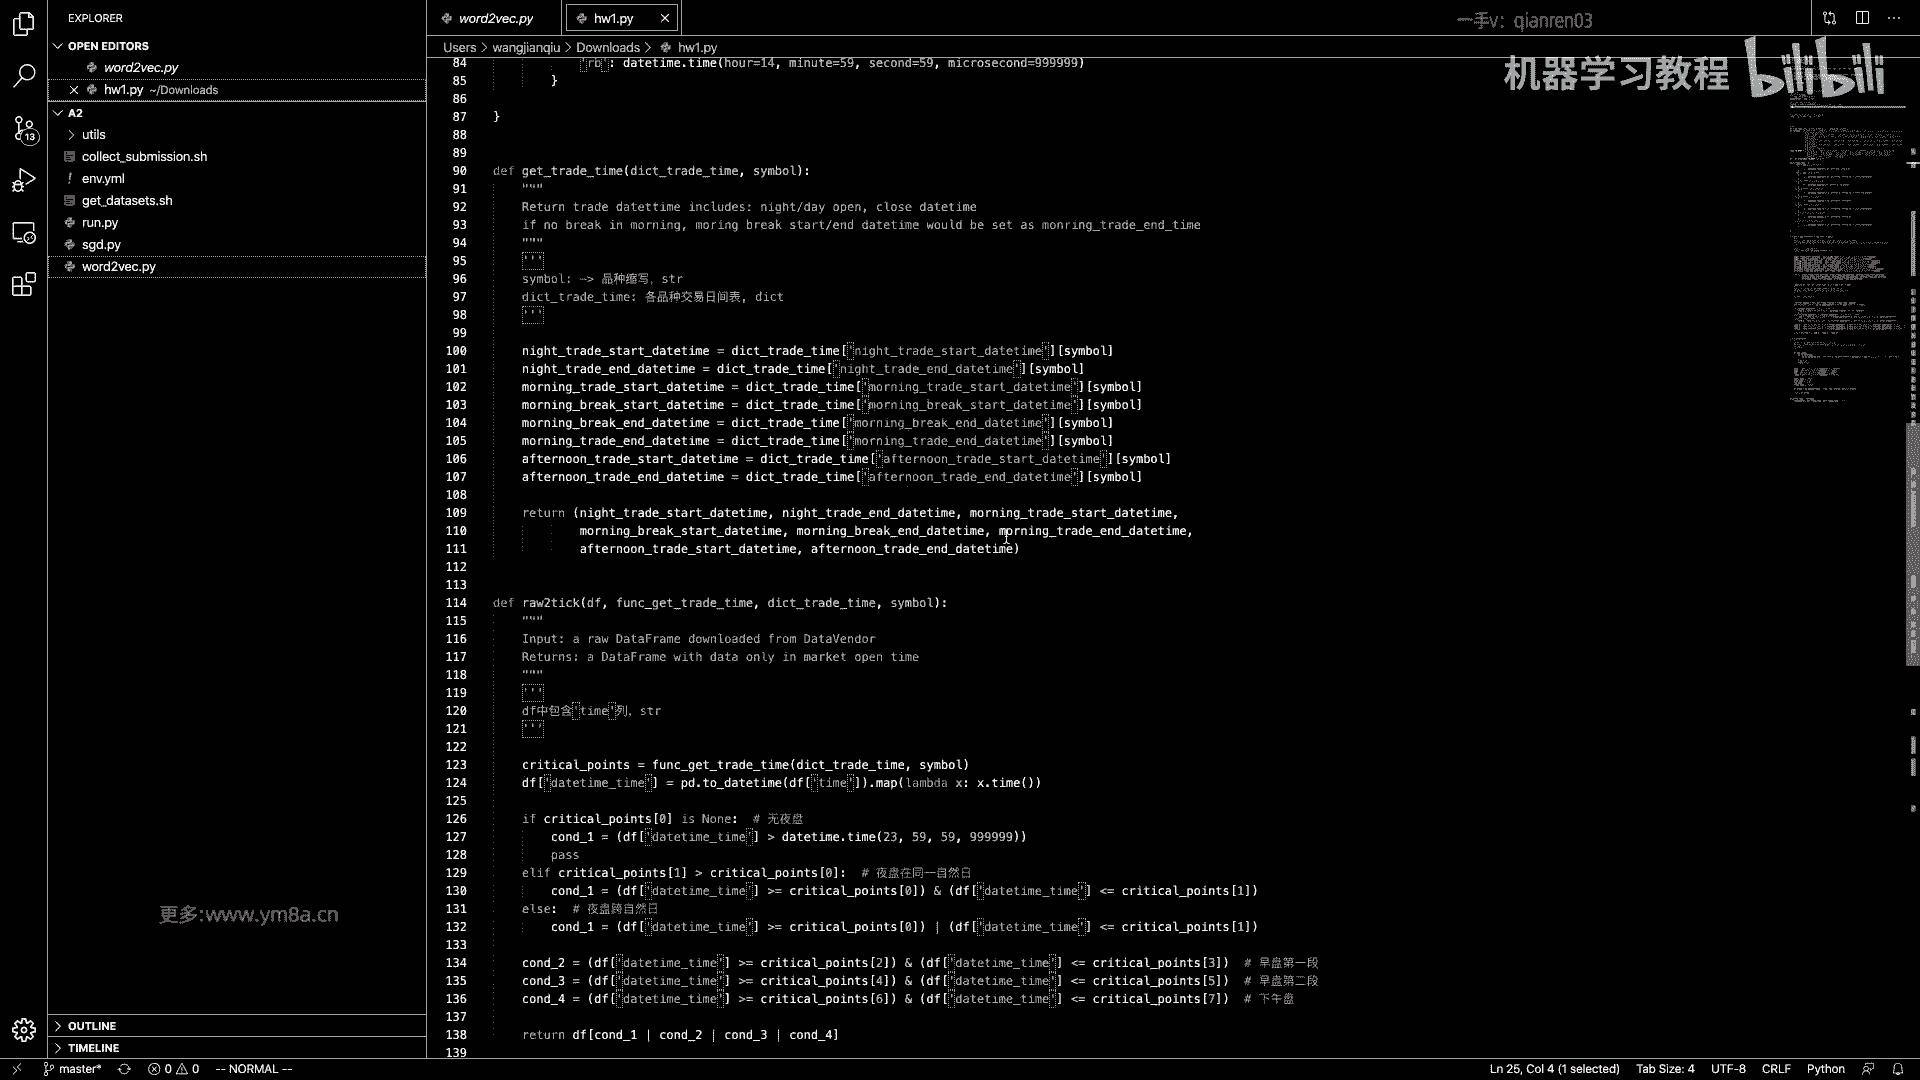 EXPLORER
OPEN EDITORS
word2vec.py
hw1.py ~/Downloads
A2
utils
collect_submission.sh
env.yml
get_datasets.sh
run.py
sgd.py
word2vec.py
更多:www.ym8a.cn
OUTLINE
TIMELINE
word2vec.py
hw1.py
一手v：qianren03
Users > wangjianqiu > Downloads > hw1.py
机器学习教程 bilibili
84 'rb': datetime.time(hour=14, minute=59, second=59, microsecond=999999)
85 }
86
87 }
88
89
90 def get_trade_time(dict_trade_time, symbol):
91 """
92 Return trade datettime includes: night/day open, close datetime
93 if no break in morning, moring break start/end datetime would be set as monring_trade_end_time
94 """
95 '''
96 symbol: -> 品种缩写, str
97 dict_trade_time: 各品种交易日间表, dict
98 '''
99
100 night_trade_start_datetime = dict_trade_time['night_trade_start_datetime'][symbol]
101 night_trade_end_datetime = dict_trade_time['night_trade_end_datetime'][symbol]
102 morning_trade_start_datetime = dict_trade_time['morning_trade_start_datetime'][symbol]
103 morning_break_start_datetime = dict_trade_time['morning_break_start_datetime'][symbol]
104 morning_break_end_datetime = dict_trade_time['morning_break_end_datetime'][symbol]
105 morning_trade_end_datetime = dict_trade_time['morning_trade_end_datetime'][symbol]
106 afternoon_trade_start_datetime = dict_trade_time['afternoon_trade_start_datetime'][symbol]
107 afternoon_trade_end_datetime = dict_trade_time['afternoon_trade_end_datetime'][symbol]
108
109 return (night_trade_start_datetime, night_trade_end_datetime, morning_trade_start_datetime,
110 morning_break_start_datetime, morning_break_end_datetime, morning_trade_end_datetime,
111 afternoon_trade_start_datetime, afternoon_trade_end_datetime)
112
113
114 def raw2tick(df, func_get_trade_time, dict_trade_time, symbol):
115 """
116 Input: a raw DataFrame downloaded from DataVendor
117 Returns: a DataFrame with data only in market open time
118 """
119 '''
120 df中包含'time'列, str
121 '''
122
123 critical_points = func_get_trade_time(dict_trade_time, symbol)
124 df['datetime_time'] = pd.to_datetime(df['time']).map(lambda x: x.time())
125
126 if critical_points[0] is None: # 无夜盘
127 cond_1 = (df['datetime_time'] > datetime.time(23, 59, 59, 999999))
128 pass
129 elif critical_points[1] > critical_points[0]: # 夜盘在同一自然日
130 cond_1 = (df['datetime_time'] >= critical_points[0]) & (df['datetime_time'] <= critical_points[1])
131 else: # 夜盘跨自然日
132 cond_1 = (df['datetime_time'] >= critical_points[0]) | (df['datetime_time'] <= critical_points[1])
133
134 cond_2 = (df['datetime_time'] >= critical_points[2]) & (df['datetime_time'] <= critical_points[3]) # 早盘第一段
135 cond_3 = (df['datetime_time'] >= critical_points[4]) & (df['datetime_time'] <= critical_points[5]) # 早盘第二段
136 cond_4 = (df['datetime_time'] >= critical_points[6]) & (df['datetime_time'] <= critical_points[7]) # 下午盘
137
138 return df[cond_1 | cond_2 | cond_3 | cond_4]
139
13
master* 0 0 -- NORMAL -- Ln 25, Col 4 (1 selected) Tab Size: 4 UTF-8 CRLF Python